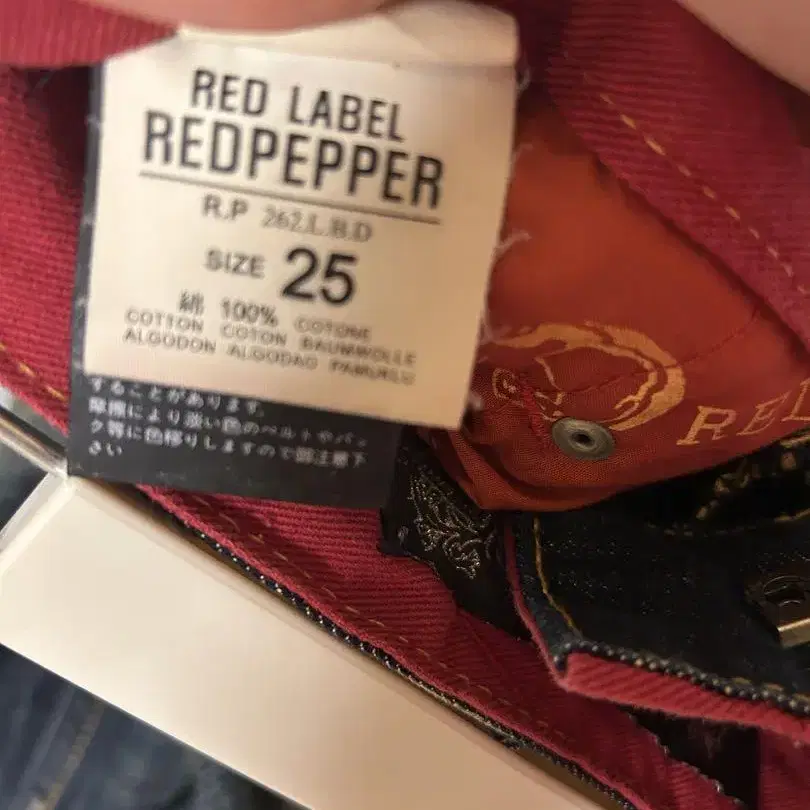 RED LABEL
REDPEPPER
R.P 262.L.B.D
SIZE 25
綿 100% COTONE
COTTON COTON BAUMWOLLE
ALGODON ALGODAO PAMUKLU
することがあります。
摩擦により淡い色のベルトやバッ
ク等に色移りしますので御注意下
さい
RED